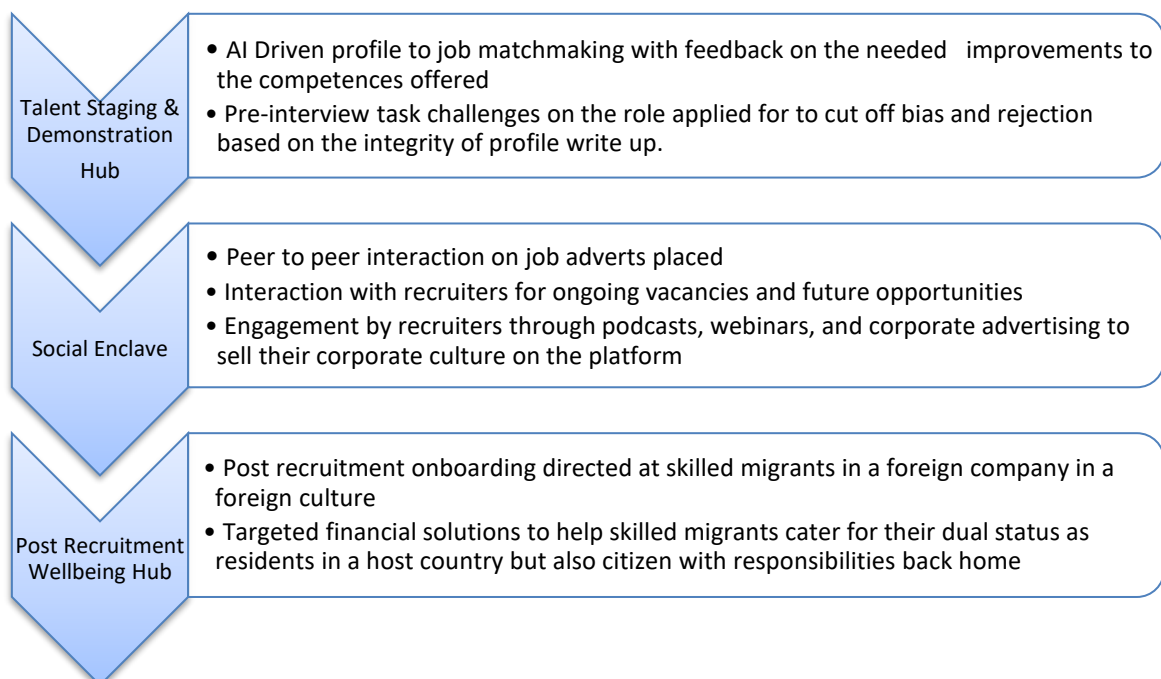 Talent Staging &
Demonstration
Hub
• AI Driven profile to job matchmaking with feedback on the needed   improvements to
the competences offered
• Pre-interview task challenges on the role applied for to cut off bias and rejection
based on the integrity of profile write up.
Social Enclave
• Peer to peer interaction on job adverts placed
• Interaction with recruiters for ongoing vacancies and future opportunities
• Engagement by recruiters through podcasts, webinars, and corporate advertising to
sell their corporate culture on the platform
Post Recruitment
Wellbeing Hub
• Post recruitment onboarding directed at skilled migrants in a foreign company in a
foreign culture
• Targeted financial solutions to help skilled migrants cater for their dual status as
residents in a host country but also citizen with responsibilities back home